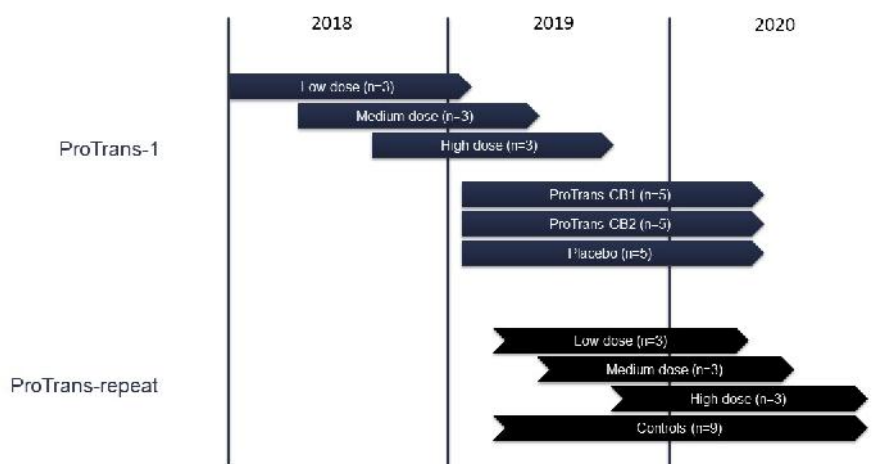 2018 2019 2020
Low dose (n=3)
Medium dose (n=3)
High dose (n=3)
ProTrans-1
ProTrans CB1 (n=5)
ProTrans CB2 (n=5)
Placebo (n=5)
Low dose (n=3)
Medium dose (n=3)
ProTrans-repeat
High dose (n=3)
Controls (n=9)